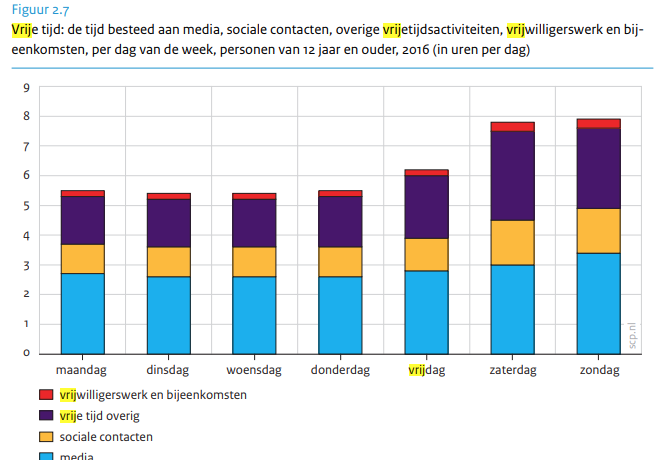 Figuur 2.7
Vrije tijd: de tijd besteed aan media, sociale contacten, overige vrijetijdsactiviteiten, vrijwilligerswerk en bij-
eenkomsten, per dag van de week, personen van 12 jaar en ouder, 2016 (in uren per dag)
9
8
7
6
5
4
3
2
1
0
maandag dinsdag woensdag donderdag vrijdag zaterdag zondag
scp.nl
vrijwilligerswerk en bijeenkomsten
vrije tijd overig
sociale contacten
media